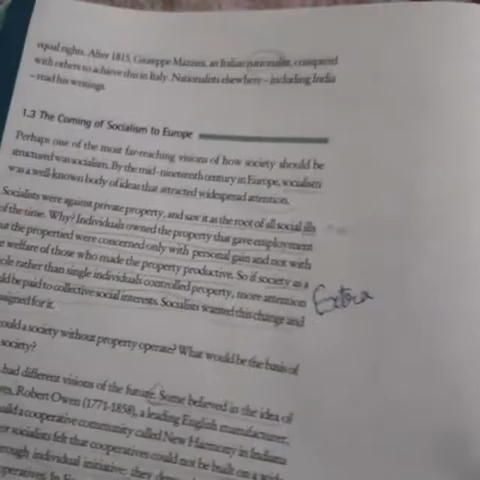 equal rights. After 1815, Giuseppe Mazzini, an Italian nationalist, conspired
with others to achieve this in Italy. Nationalists elsewhere – including India
– read his writings.
1.3 The Coming of Socialism to Europe
Perhaps one of the most far-reaching visions of how society should be
structured was socialism. By the mid - nineteenth century in Europe, socialism
was a well-known body of ideas that attracted widespread attention.
Socialists were against private property, and saw it as the root of all social ills
of the time. Why? Individuals owned the property that gave employment
but the propertied were concerned only with personal gain and not with
welfare of those who made the property productive. So if society as a
rather than single individuals controlled property, more attention
be paid to collective social interests. Socialists wanted this change and
for it.
Extra
could a society without property operate? What would be the basis of
society?
had different visions of the future. Some believed in the idea of
Robert Owen (1771-1858), a leading English manufacturer,
build a cooperative community called New Harmony in Indiana
socialists felt that cooperatives could not be built on a wide
through individual initiative: they